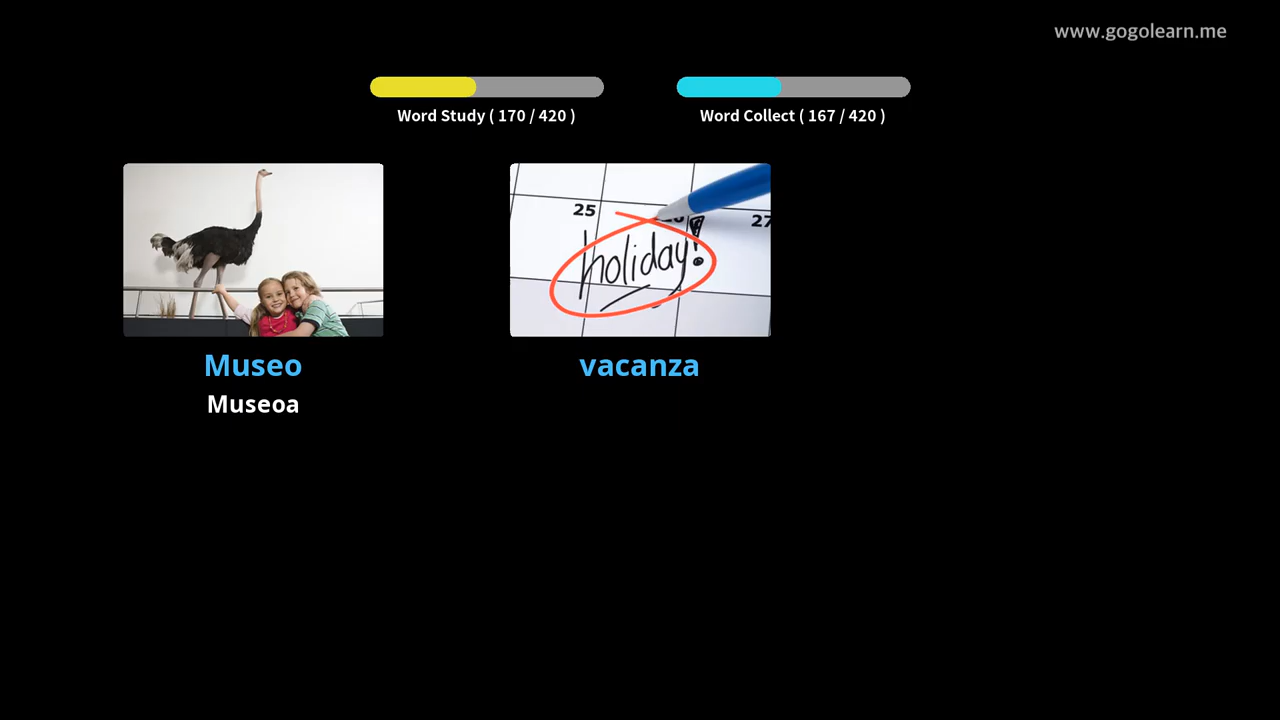 www.gogolearn.me
Word Study ( 170 / 420 )
Word Collect ( 167 / 420 )
25
27
holiday!
Museo
vacanza
Museoa